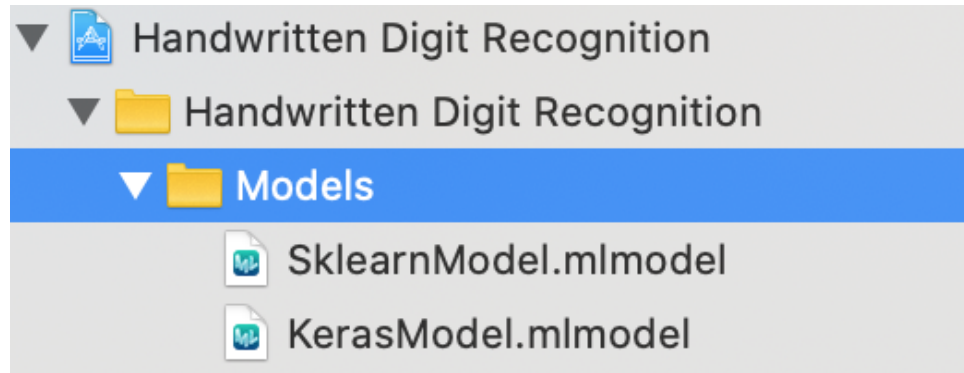 Handwritten Digit Recognition
Handwritten Digit Recognition
Models
SklearnModel.mlmodel
KerasModel.mlmodel